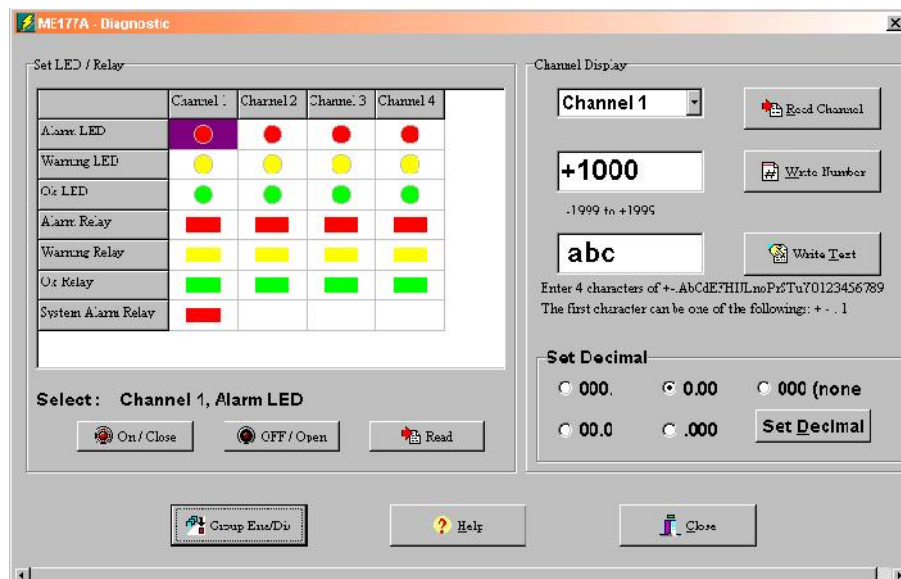 ME177A - Diagnostic
Set LED / Relay
Channel 1 Channel 2 Channel 3 Channel 4
Alarm LED
Warning LED
Ok LED
Alarm Relay
Warning Relay
Ok Relay
System Alarm Relay
Select: Channel 1, Alarm LED
On / Close OFF / Open Read
Channel Display
Channel 1 Read Channel
+1000 Write Number
-1999 to +1999
abc Write Text
Enter 4 characters of
The first character can be one of the followings: + - . 1
Set Decimal
000. 0.00 000 (none
00.0 .000 Set Decimal
Group Ena/Dis Help Close